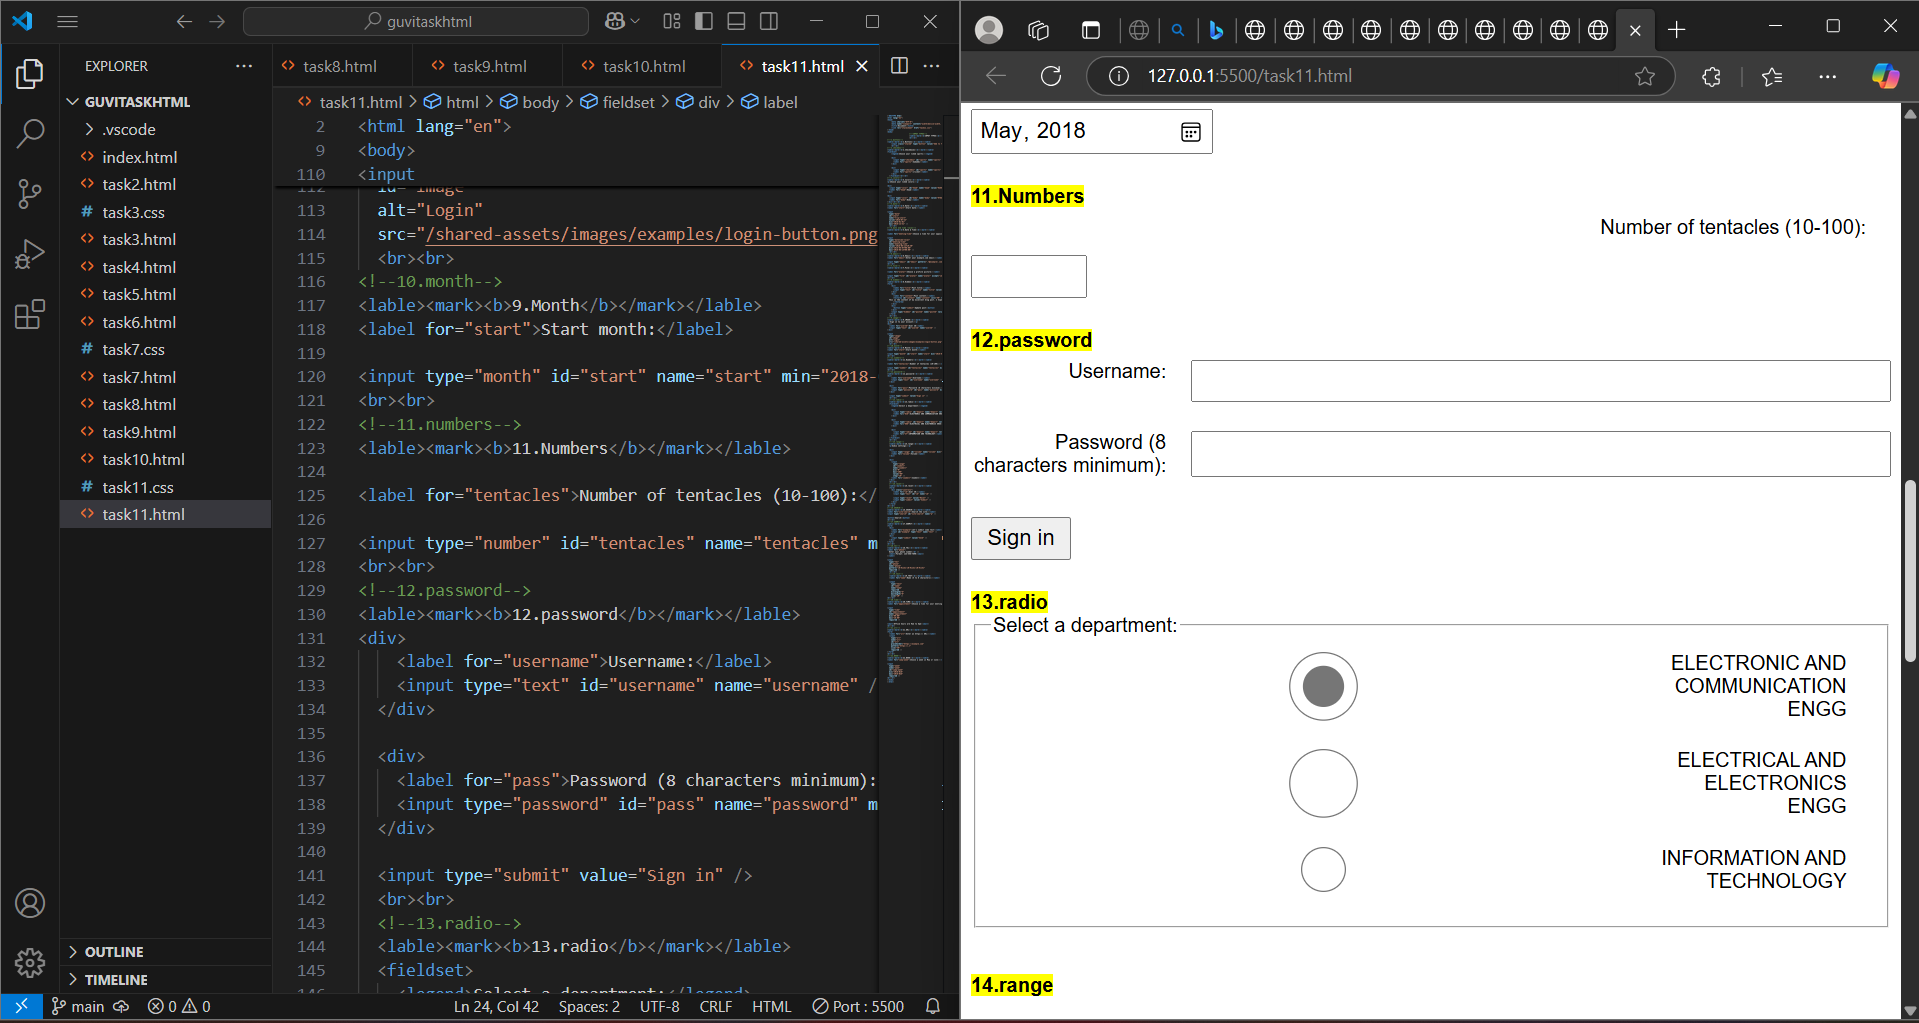 guvitaskhtml
EXPLORER
GUVITASKHTML
.vscode
index.html
task2.html
task3.css
task3.html
task4.html
task5.html
task6.html
task7.css
task7.html
task8.html
task9.html
task10.html
task11.css
task11.html
OUTLINE
TIMELINE
task8.html
task9.html
task10.html
task11.html
task11.html > html > body > fieldset > div > label
2 <html lang="en">
9 <body>
110 <input
112 id="image"
113 alt="Login"
114 src="/shared-assets/images/examples/login-button.png
115 <br><br>
116 <!--10.month-->
117 <lable><mark><b>9.Month</b></mark></lable>
118 <label for="start">Start month:</label>
119
120 <input type="month" id="start" name="start" min="2018-
121 <br><br>
122 <!--11.numbers-->
123 <lable><mark><b>11.Numbers</b></mark></lable>
124
125 <label for="tentacles">Number of tentacles (10-100):</
126
127 <input type="number" id="tentacles" name="tentacles" m
128 <br><br>
129 <!--12.password-->
130 <lable><mark><b>12.password</b></mark></lable>
131 <div>
132 <label for="username">Username:</label>
133 <input type="text" id="username" name="username" /
134 </div>
135
136 <div>
137 <label for="pass">Password (8 characters minimum):
138 <input type="password" id="pass" name="password" m
139 </div>
140
141 <input type="submit" value="Sign in" />
142 <br><br>
143 <!--13.radio-->
144 <lable><mark><b>13.radio</b></mark></lable>
145 <fieldset>
146 <legend>Select a department:</legend>
main 0 0 Ln 24, Col 42 Spaces: 2 UTF-8 CRLF HTML Port : 5500
127.0.0.1:5500/task11.html
May, 2018
11.Numbers
Number of tentacles (10-100):
12.password
Username:
Password (8
characters minimum):
Sign in
13.radio
Select a department:
ELECTRONIC AND
COMMUNICATION
ENGG
ELECTRICAL AND
ELECTRONICS
ENGG
INFORMATION AND
TECHNOLOGY
14.range